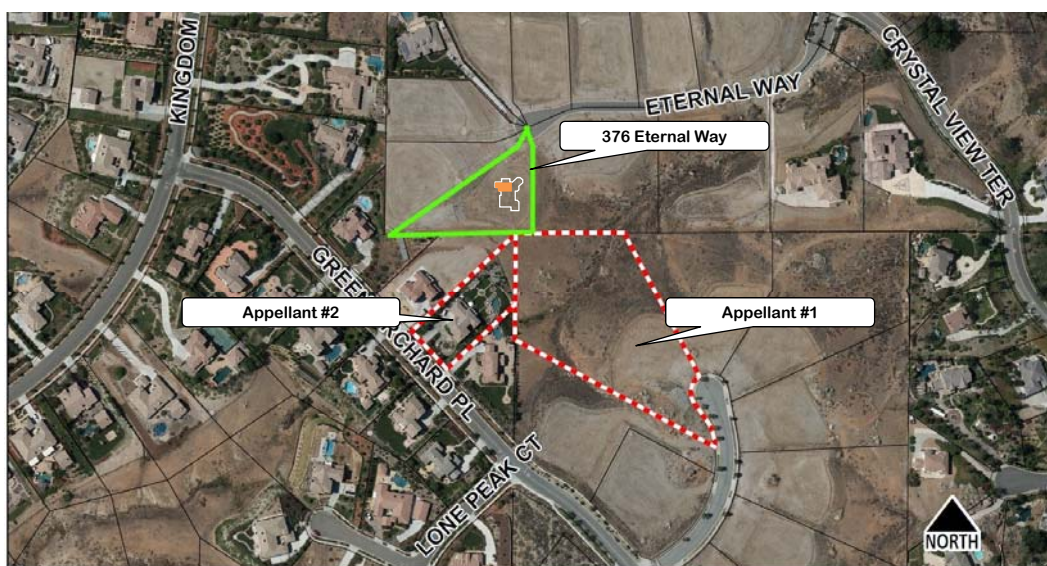 KINGDOM
ETERNAL WAY
CRYSTAL VIEW TER
376 Eternal Way
Appellant #2
Appellant #1
GREEN
RCHARD PL
LONE PEAK CT
NORTH